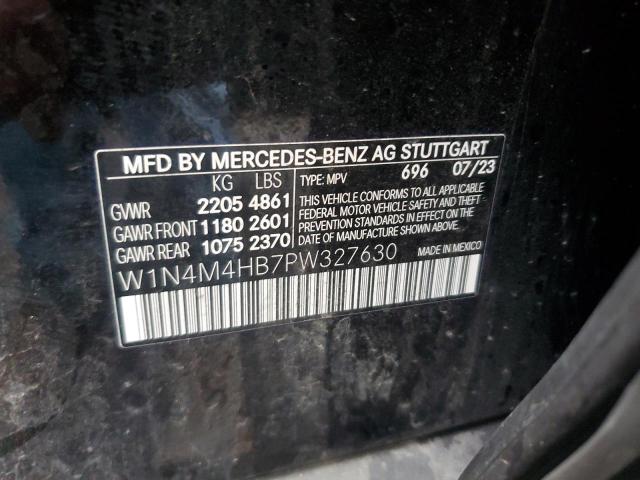 MFD BY MERCEDES-BENZ AG STUTTGART
KG LBS TYPE: MPV 696 07/23
GVWR 2205 4861
GAWR FRONT 1180 2601
GAWR REAR 1075 2370
THIS VEHICLE CONFORMS TO ALL APPLICABLE
FEDERAL MOTOR VEHICLE SAFETY AND THEFT
PREVENTION STANDARDS IN EFFECT ON THE
DATE OF MANUFACTURE SHOWN ABOVE.
MADE IN MEXICO
W1N4M4HB7PW327630